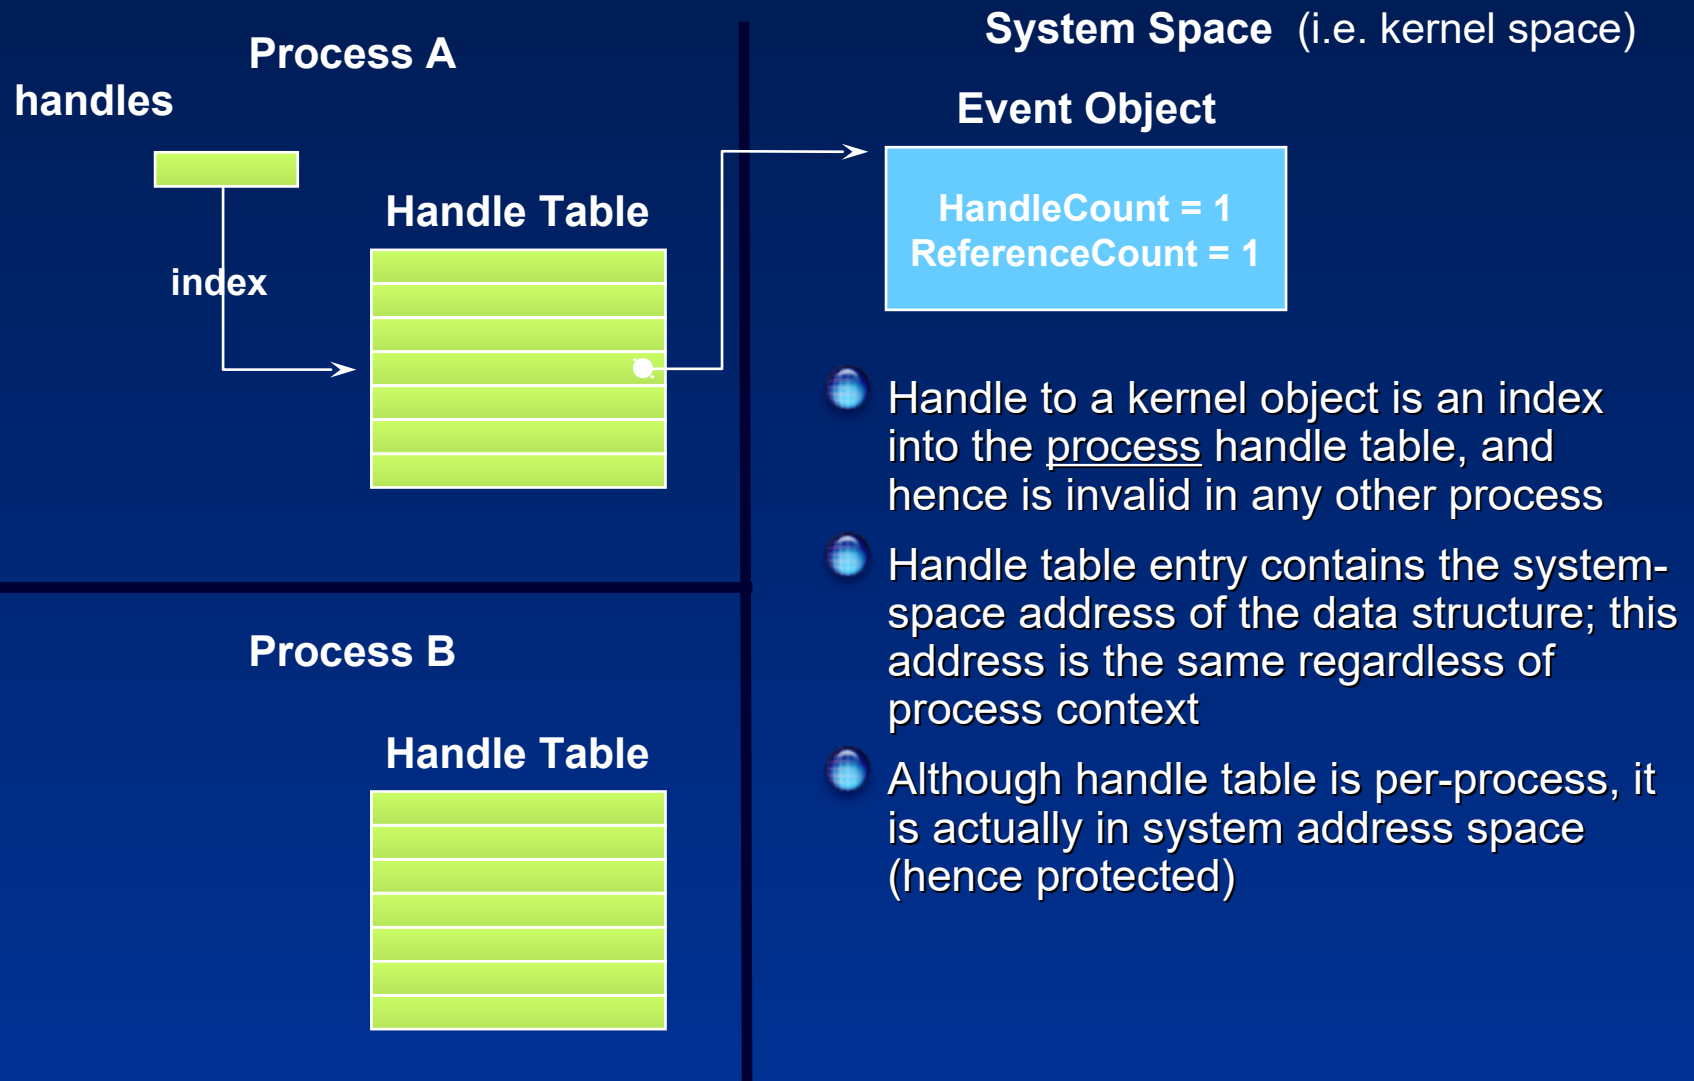 Process A
handles
Handle Table
index
Process B
Handle Table
System Space (i.e. kernel space)
Event Object
HandleCount = 1
ReferenceCount = 1
Handle to a kernel object is an index
into the process handle table, and
hence is invalid in any other process
Handle table entry contains the system-
space address of the data structure; this
address is the same regardless of
process context
Although handle table is per-process, it
is actually in system address space
(hence protected)